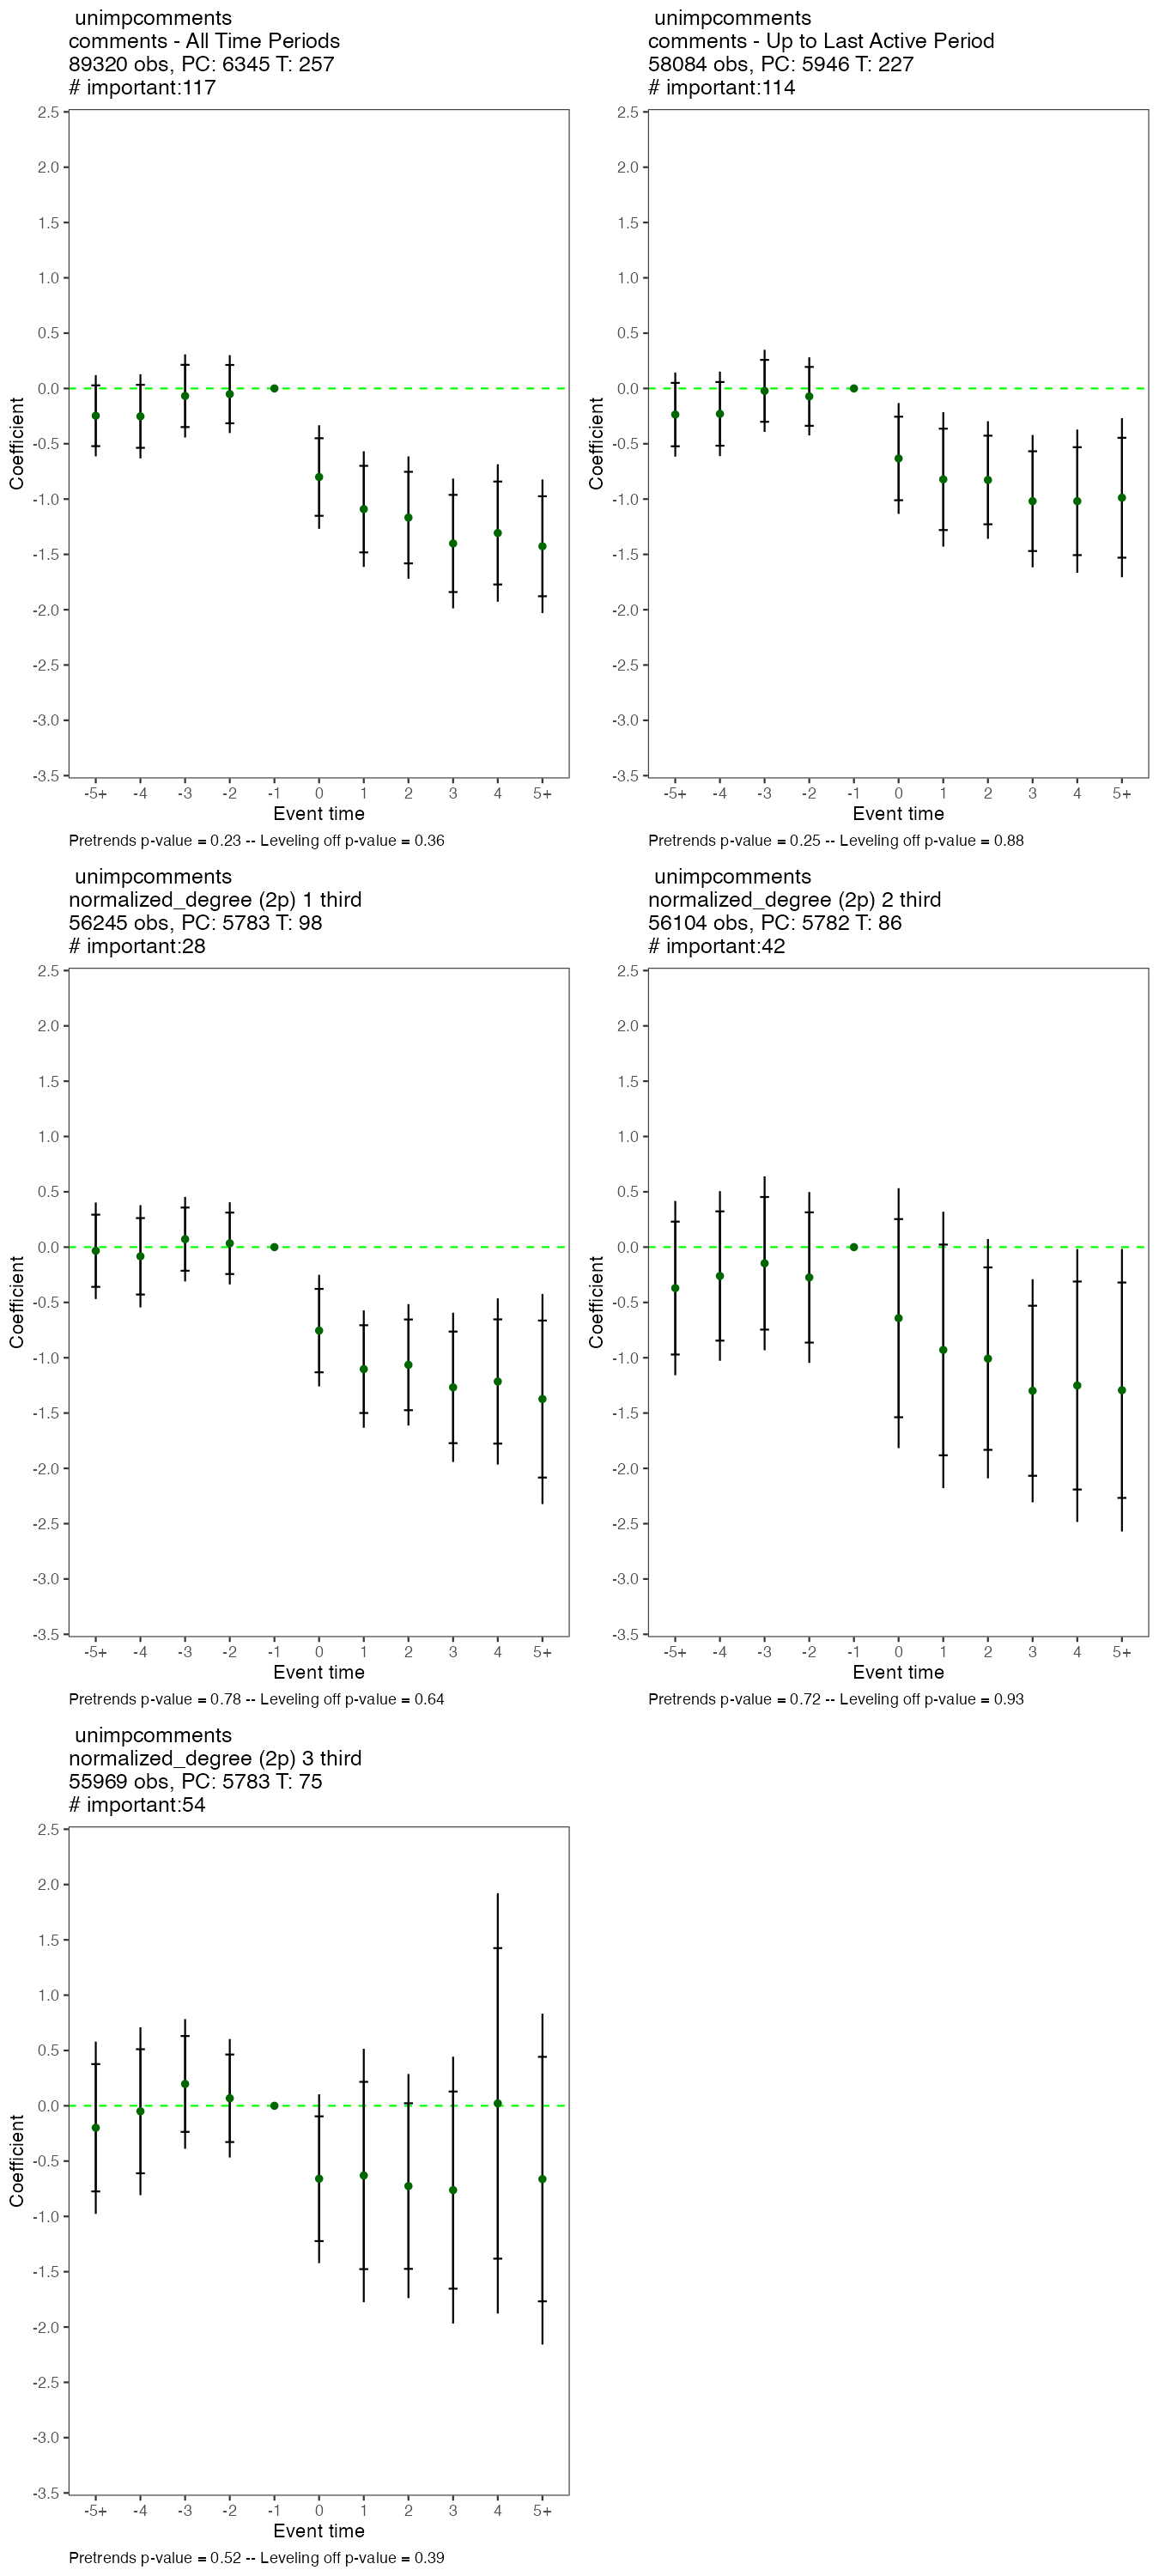 unimpcomments
comments - All Time Periods
89320 obs, PC: 6345 T: 257
# important:117
2.5
2.0
1.5
1.0
0.5
0.0
-0.5
-1.0
-1.5
-2.0
-2.5
-3.0
-3.5
Coefficient
-5+ -4 -3 -2 -1 0 1 2 3 4 5+
Event time
Pretrends p-value = 0.23 -- Leveling off p-value = 0.36
unimpcomments
comments - Up to Last Active Period
58084 obs, PC: 5946 T: 227
# important:114
2.5
2.0
1.5
1.0
0.5
0.0
-0.5
-1.0
-1.5
-2.0
-2.5
-3.0
-3.5
Coefficient
-5+ -4 -3 -2 -1 0 1 2 3 4 5+
Event time
Pretrends p-value = 0.25 -- Leveling off p-value = 0.88
unimpcomments
normalized_degree (2p) 1 third
56245 obs, PC: 5783 T: 98
# important:28
2.5
2.0
1.5
1.0
0.5
0.0
-0.5
-1.0
-1.5
-2.0
-2.5
-3.0
-3.5
Coefficient
-5+ -4 -3 -2 -1 0 1 2 3 4 5+
Event time
Pretrends p-value = 0.78 -- Leveling off p-value = 0.64
unimpcomments
normalized_degree (2p) 2 third
56104 obs, PC: 5782 T: 86
# important:42
2.5
2.0
1.5
1.0
0.5
0.0
-0.5
-1.0
-1.5
-2.0
-2.5
-3.0
-3.5
Coefficient
-5+ -4 -3 -2 -1 0 1 2 3 4 5+
Event time
Pretrends p-value = 0.72 -- Leveling off p-value = 0.93
unimpcomments
normalized_degree (2p) 3 third
55969 obs, PC: 5783 T: 75
# important:54
2.5
2.0
1.5
1.0
0.5
0.0
-0.5
-1.0
-1.5
-2.0
-2.5
-3.0
-3.5
Coefficient
-5+ -4 -3 -2 -1 0 1 2 3 4 5+
Event time
Pretrends p-value = 0.52 -- Leveling off p-value = 0.39